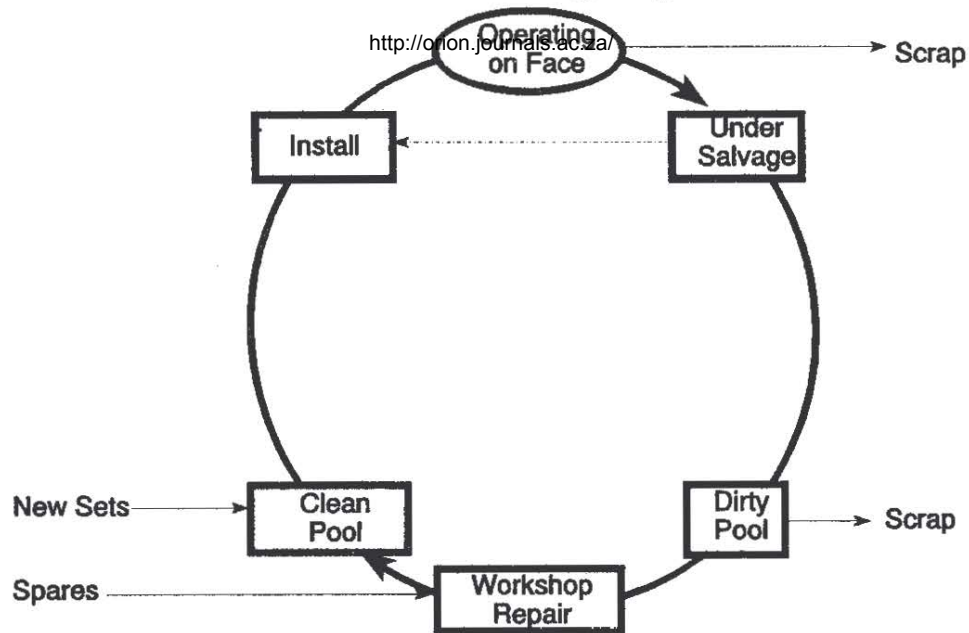 http://orion.journals.ac.za/
Operating
on Face
Scrap
Install
Under
Salvage
New Sets
Clean
Pool
Dirty
Pool
Scrap
Spares
Workshop
Repair